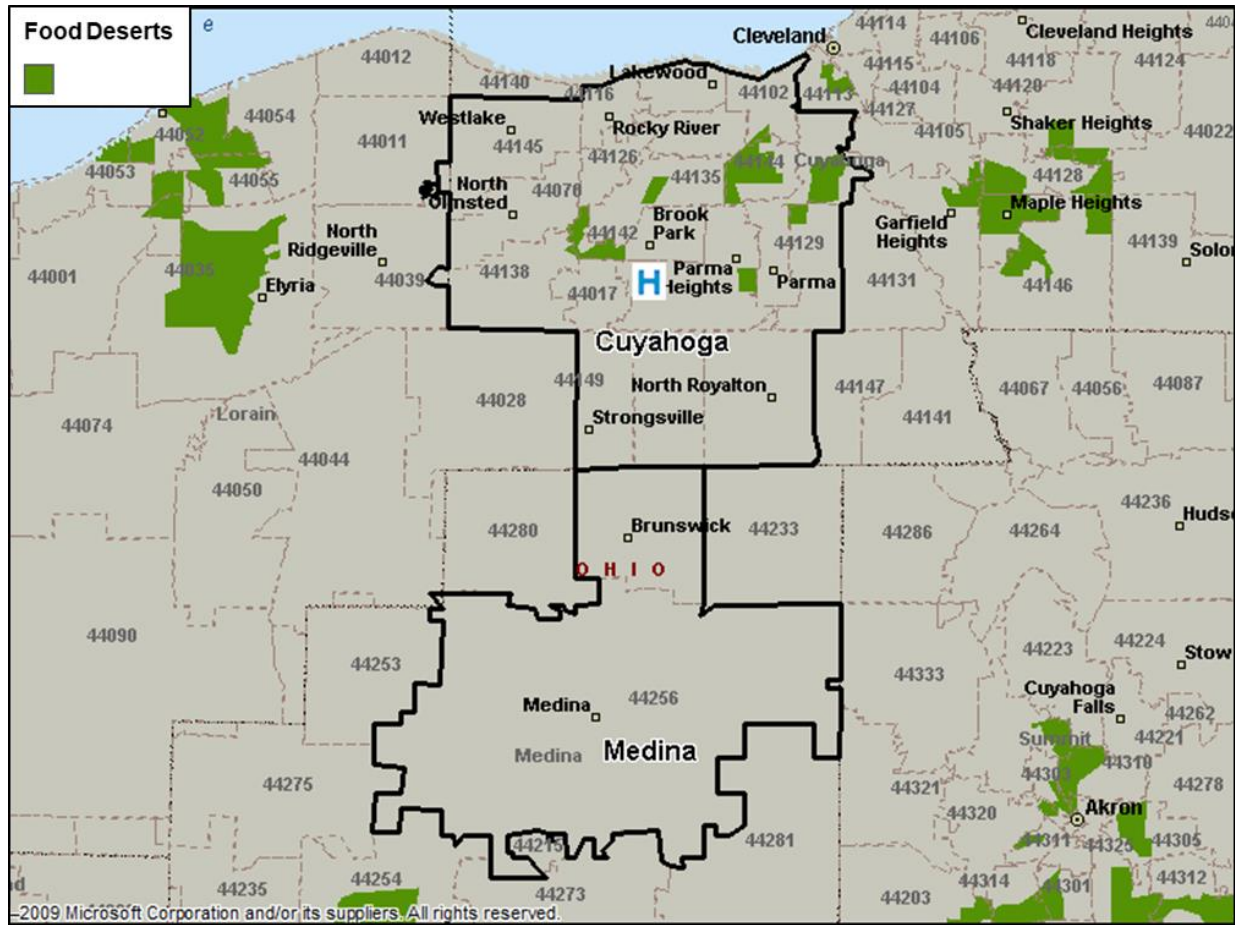 Food Deserts
e
Cleveland
44114
Cleveland Heights
44106
44012
44118
44124
44115
Lakewood
44140
44116
44102
44113
44104
44120
44127
44054
Westlake
Rocky River
Shaker Heights
44052
44011
44145
44105
44022
44126
44053
44055
44070
44135
44144
Cuyahoga
44128
North
Olmsted
Maple Heights
Brook
Park
Garfield
Heights
North
Ridgeville
44142
44129
44139
Solon
44001
44035
44039
44138
Parma
Heights
Parma
44131
44146
Elyria
44017
H
Cuyahoga
44149
North Royalton
44147
44067
44056
44087
44028
Lorain
Strongsville
44141
44074
44044
44050
44236
44280
Brunswick
44233
44286
44264
Hudso
OHIO
44090
44253
44223
44224
Stow
44333
Medina
44256
Cuyahoga
Falls
44262
Medina
Medina
Summit
44221
44310
44275
44303
44278
44321
44320
Akron
44215
44281
44311
44325
44305
44235
44254
44273
44203
44314
44301
44312
2009 Microsoft Corporation and/or its suppliers. All rights reserved.